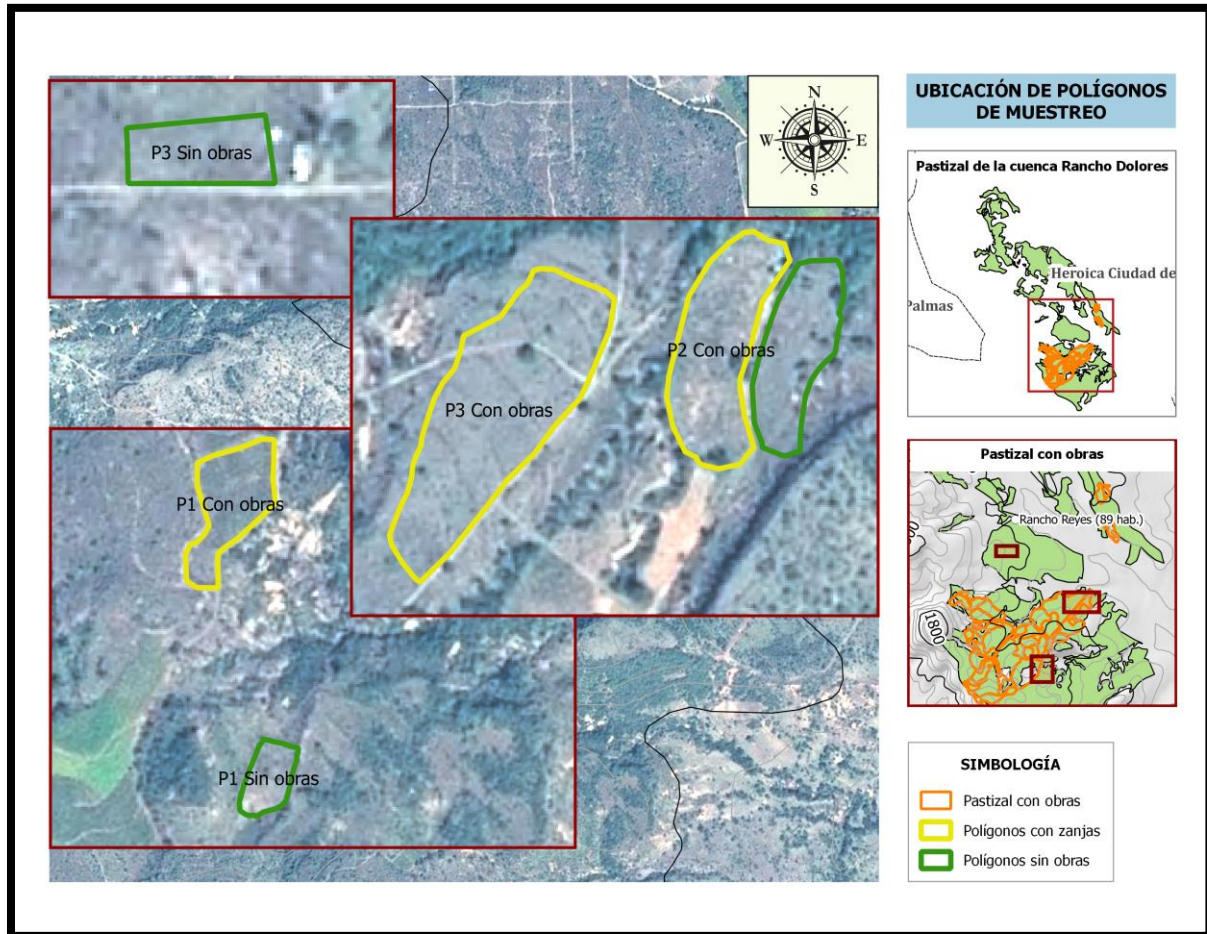 UBICACIÓN DE POLÍGONOS
DE MUESTREO
N
W
E
S
P3 Sin obras
P3 Con obras
P2 Con obras
P1 Con obras
P1 Sin obras
Pastizal de la cuenca Rancho Dolores
Heroica Ciudad de
Palmas
Pastizal con obras
Rancho Reyes (89 hab.)
1800
SIMBOLOGÍA
Pastizal con obras
Polígonos con zanjas
Polígonos sin obras